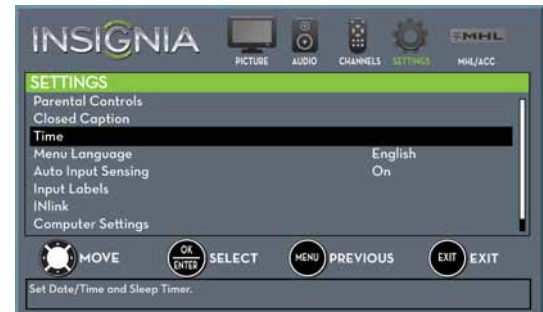 INSIGNIA
PICTURE AUDIO CHANNELS SETTINGS MHL MHL/ACC
SETTINGS
Parental Controls
Closed Caption
Time
Menu Language English
Auto Input Sensing On
Input Labels
INlink
Computer Settings
MOVE OK ENTER SELECT MENU PREVIOUS EXIT EXIT
Set Date/Time and Sleep Timer.